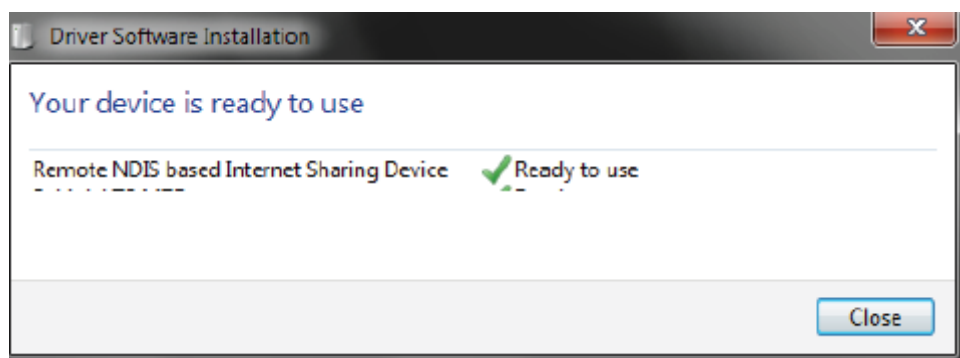 Driver Software Installation
Your device is ready to use
Remote NDIS based Internet Sharing Device Ready to use
Close